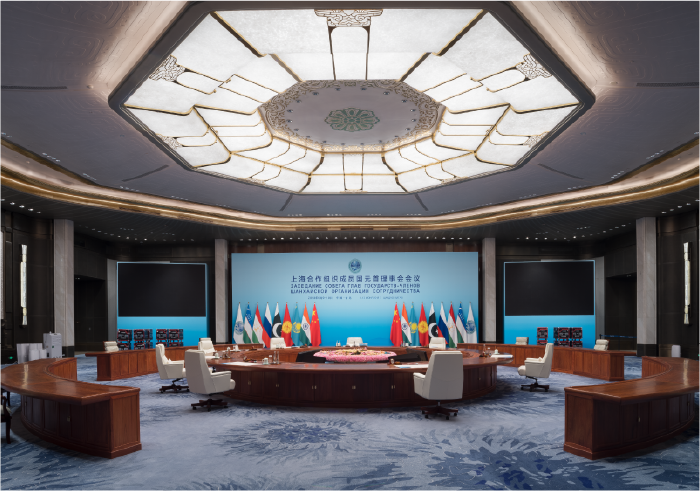 上海合作组织成员国元首理事会会议
ЗАСЕДАНИЕ СОВЕТА ГЛАВ ГОСУДАРСТВ-ЧЛЕНОВ
ШАНХАЙСКОЙ ОРГАНИЗАЦИИ СОТРУДНИЧЕСТВА